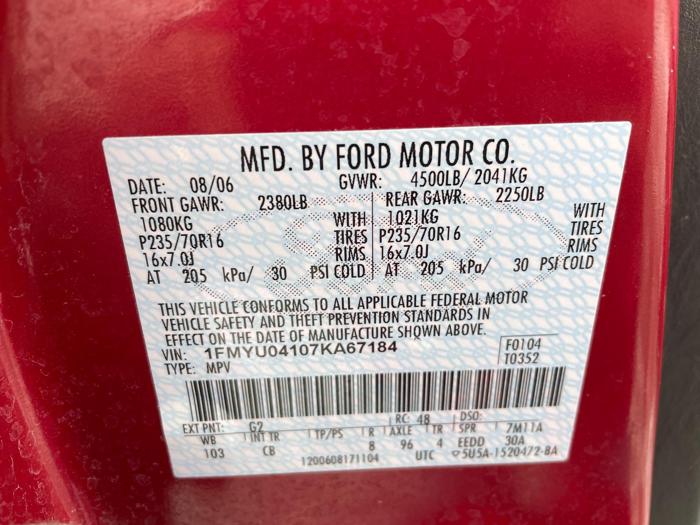 MFD. BY FORD MOTOR CO.
DATE: 08/06 GVWR: 4500LB/ 2041KG
FRONT GAWR: 2380LB REAR GAWR: 2250LB
1080KG WITH 1021KG WITH
P235/70R16 TIRES P235/70R16 TIRES
16x7.0J RIMS 16x7.0J RIMS
AT 205 kPa/ 30 PSI COLD AT 205 kPa/ 30 PSI COLD
THIS VEHICLE CONFORMS TO ALL APPLICABLE FEDERAL MOTOR
VEHICLE SAFETY AND THEFT PREVENTION STANDARDS IN
EFFECT ON THE DATE OF MANUFACTURE SHOWN ABOVE.
VIN: 1FMYU04107KA67184 F0104
TYPE: MPV T0352
EXT PNT: G2 RC: 48 DSO:
WB INT TR TP/PS R AXLE TR SPR 7M11A
103 CB 8 96 4 EEDD 30A
1200608171104 UTC 5U5A-1520472-BA